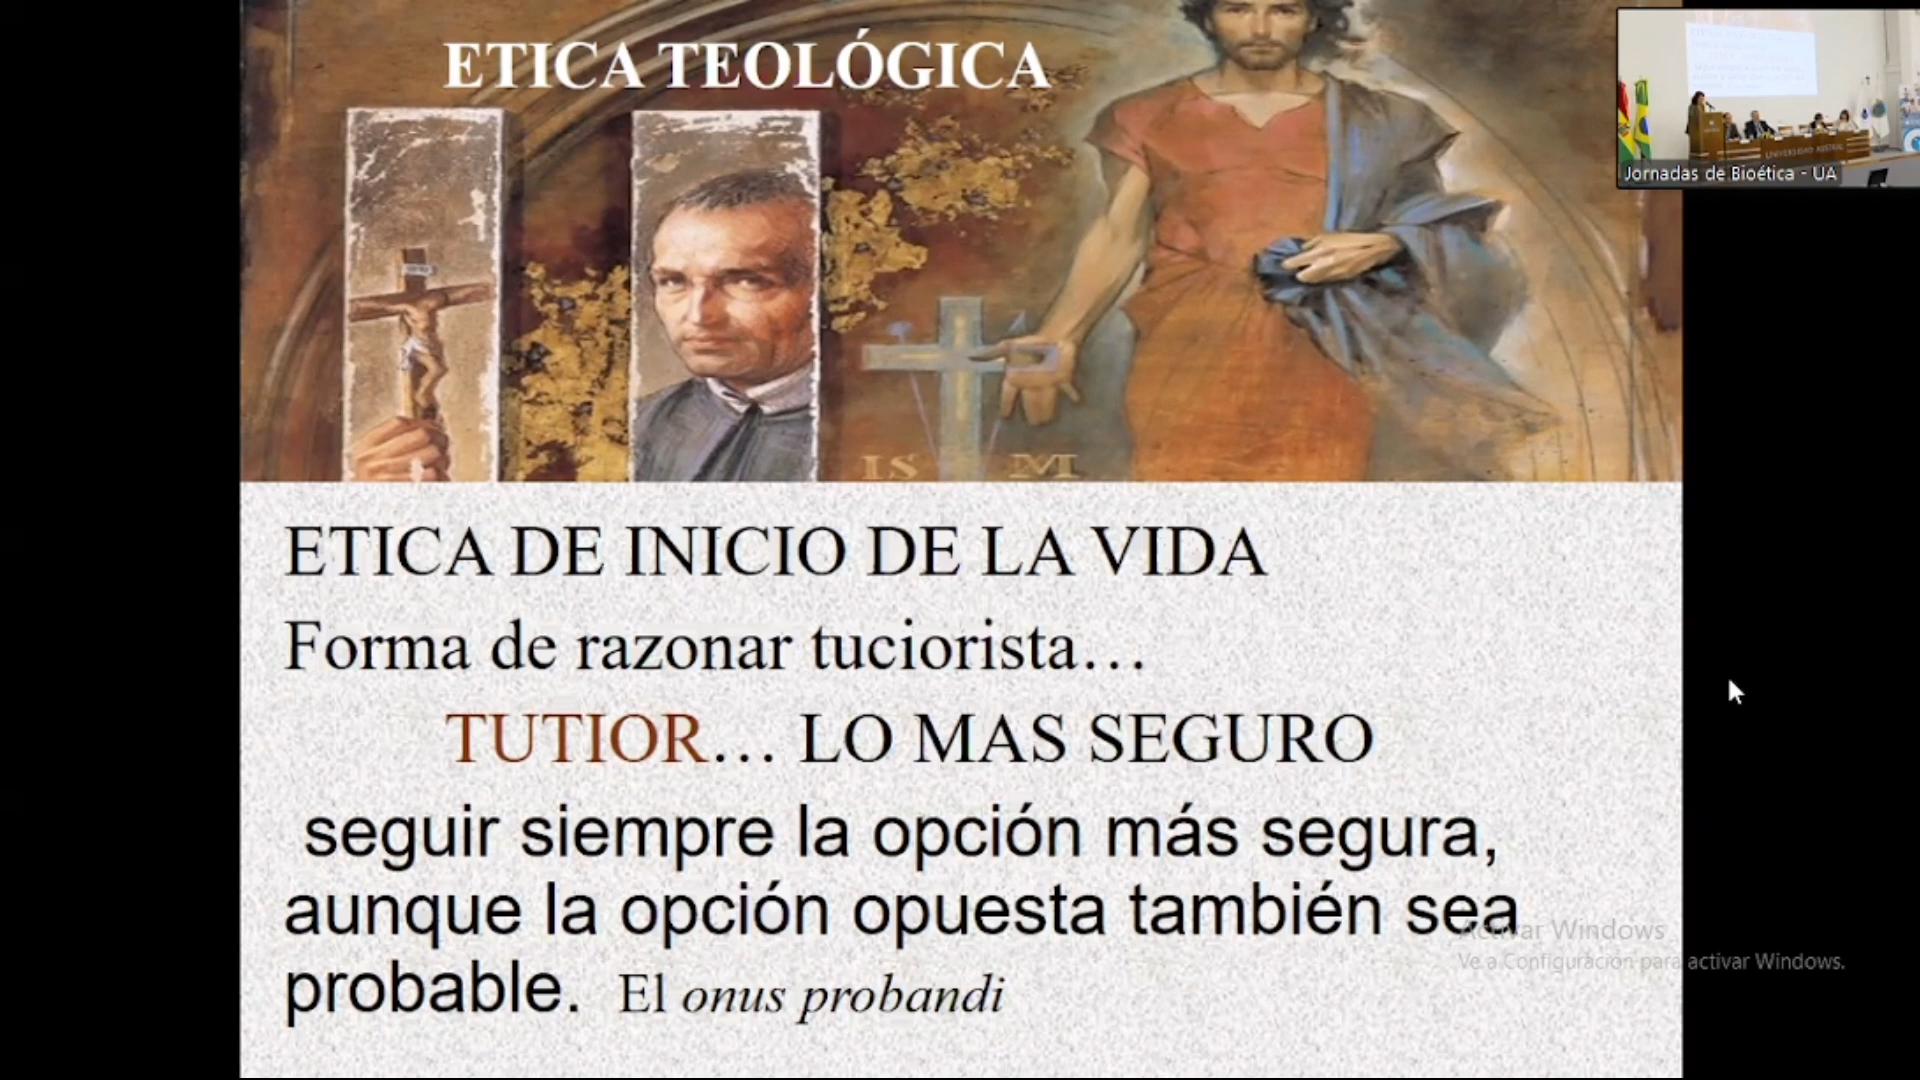 ETICA TEOLÓGICA
IS M
Jornadas de Bioética - UA
UNIVERSIDAD AUSTRAL
ETICA DE INICIO DE LA VIDA
Forma de razonar tuciorista…
TUTIOR… LO MAS SEGURO
seguir siempre la opción más segura,
aunque la opción opuesta también sea
probable. El onus probandi
Activar Windows
Ve a Configuración para activar Windows.